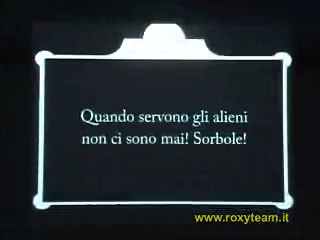 Quando servono gli alieni
non ci sono mai! Sorbole!
www.roxyteam.it